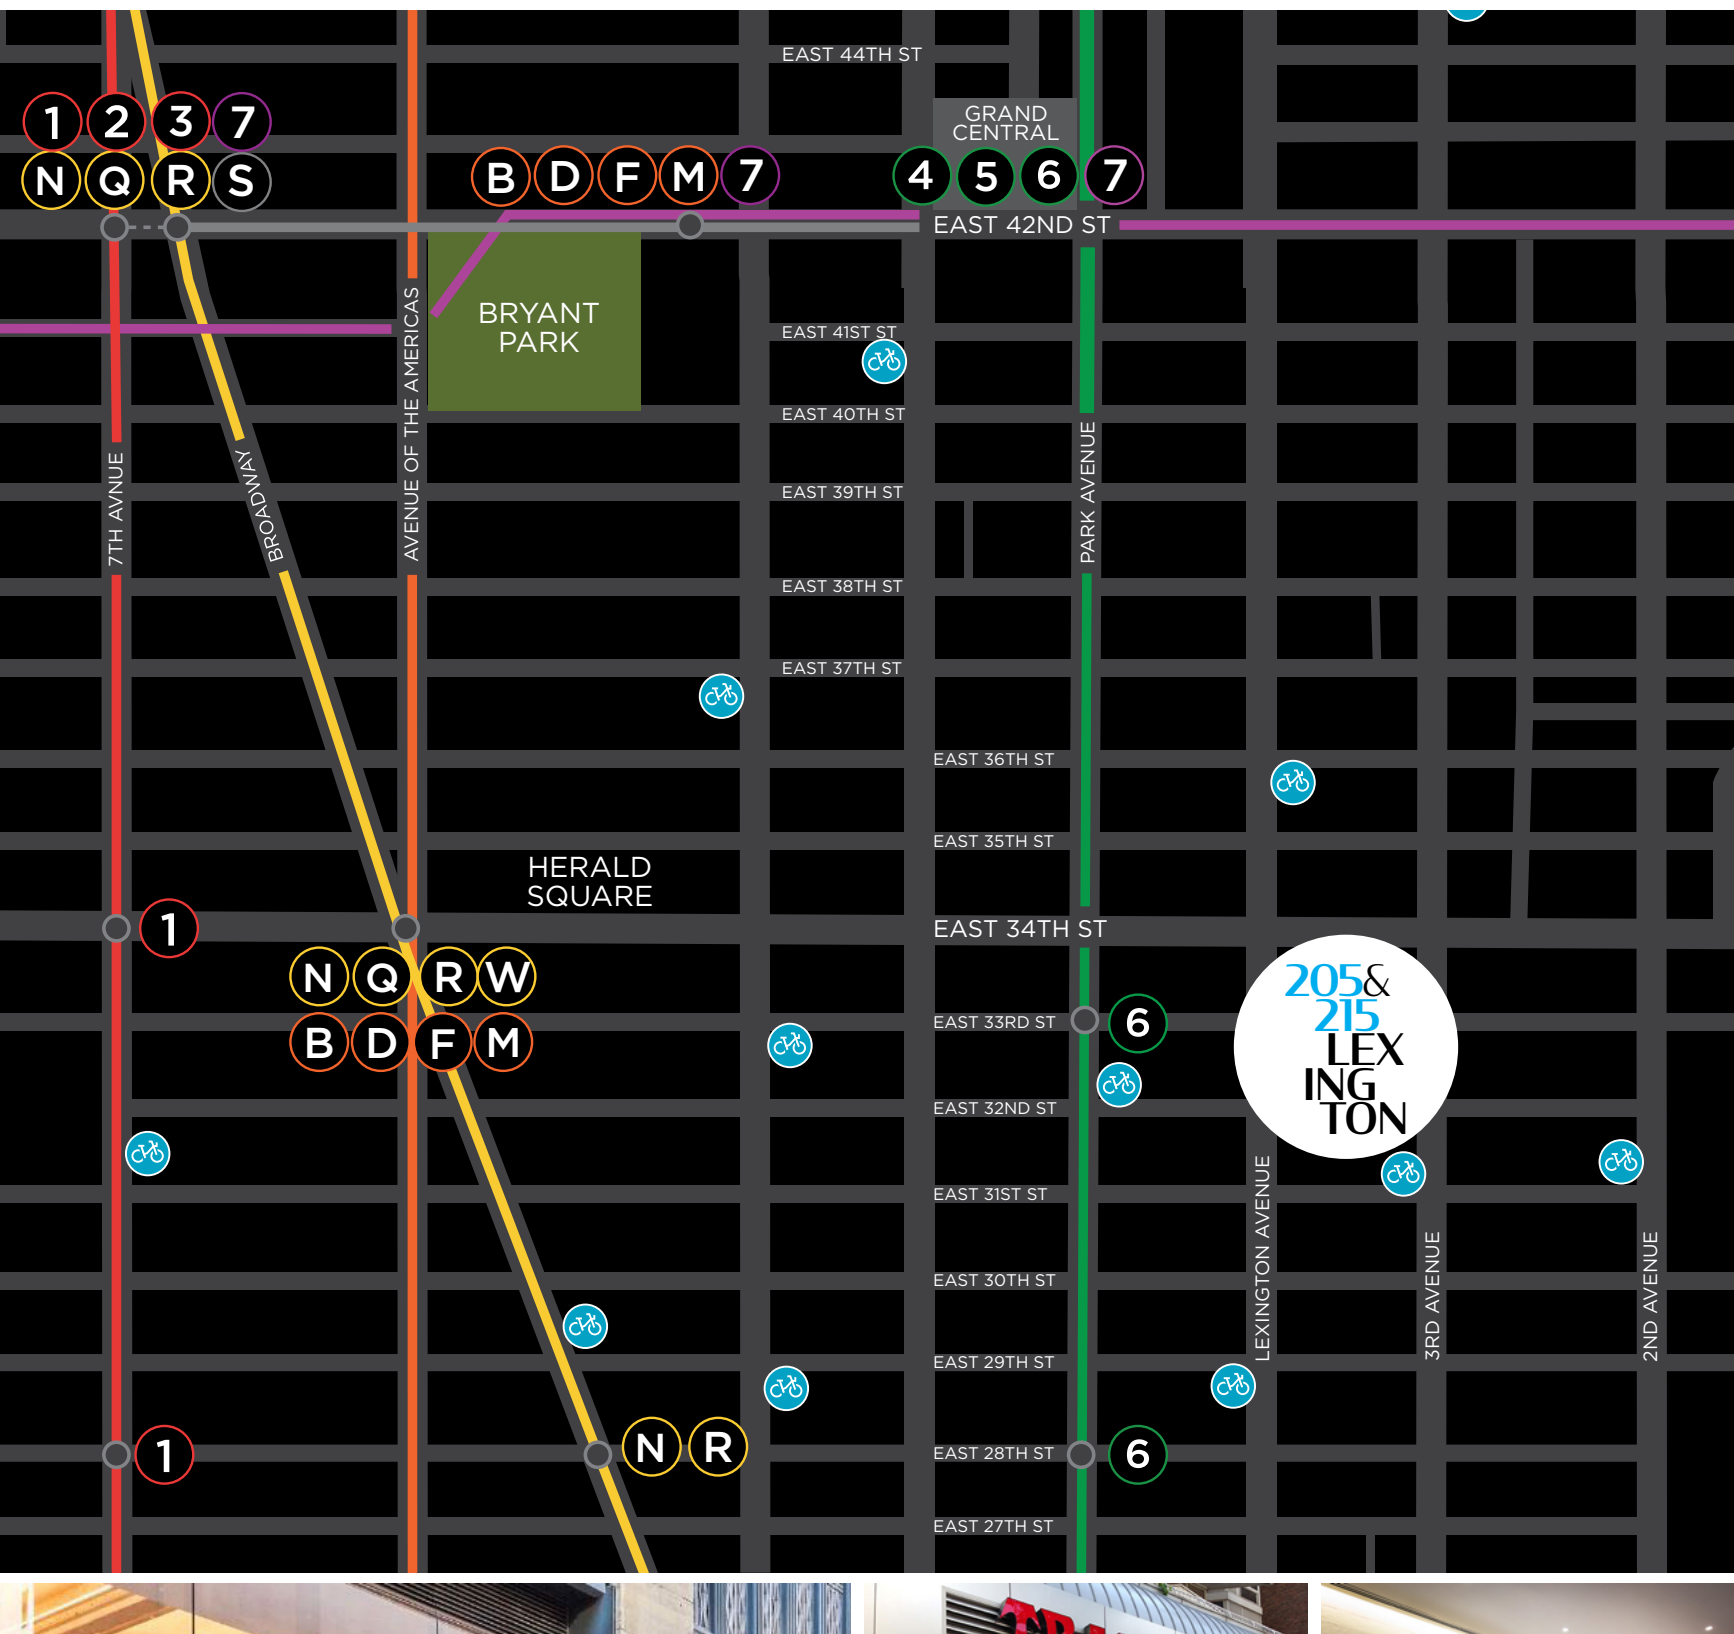 EAST 44TH ST
GRAND
CENTRAL
1 2 3 7
N Q R S
B D F M 7
4 5 6 7
EAST 42ND ST
BRYANT
PARK
EAST 41ST ST
EAST 40TH ST
7TH AVNUE
BROADWAY
AVENUE OF THE AMERICAS
PARK AVENUE
EAST 39TH ST
EAST 38TH ST
EAST 37TH ST
EAST 36TH ST
EAST 35TH ST
HERALD
SQUARE
1
EAST 34TH ST
N Q R W
B D F M
EAST 33RD ST
6
205&
215
LEX
ING
TON
EAST 32ND ST
EAST 31ST ST
LEXINGTON AVENUE
3RD AVENUE
2ND AVENUE
EAST 30TH ST
EAST 29TH ST
1
N R
EAST 28TH ST
6
EAST 27TH ST